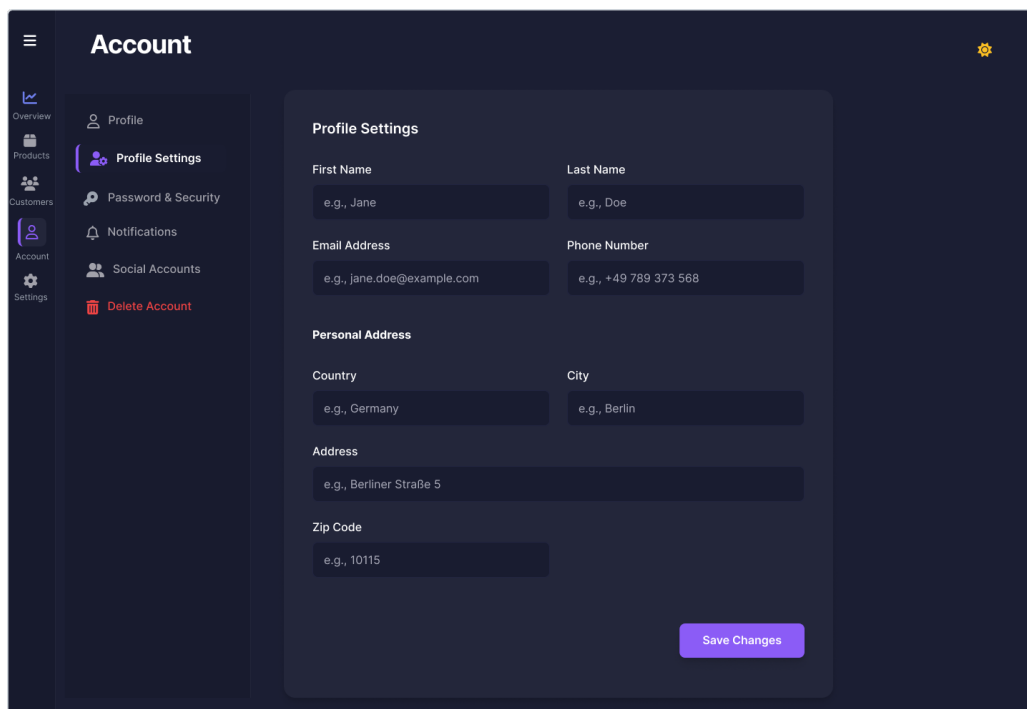 Account
Overview
Products
Customers
Account
Settings
Profile
Profile Settings
Password & Security
Notifications
Social Accounts
Delete Account
Profile Settings
First Name
Last Name
e.g., Jane
e.g., Doe
Email Address
Phone Number
e.g., jane.doe@example.com
e.g., +49 789 373 568
Personal Address
Country
City
e.g., Germany
e.g., Berlin
Address
e.g., Berliner Straße 5
Zip Code
e.g., 10115
Save Changes